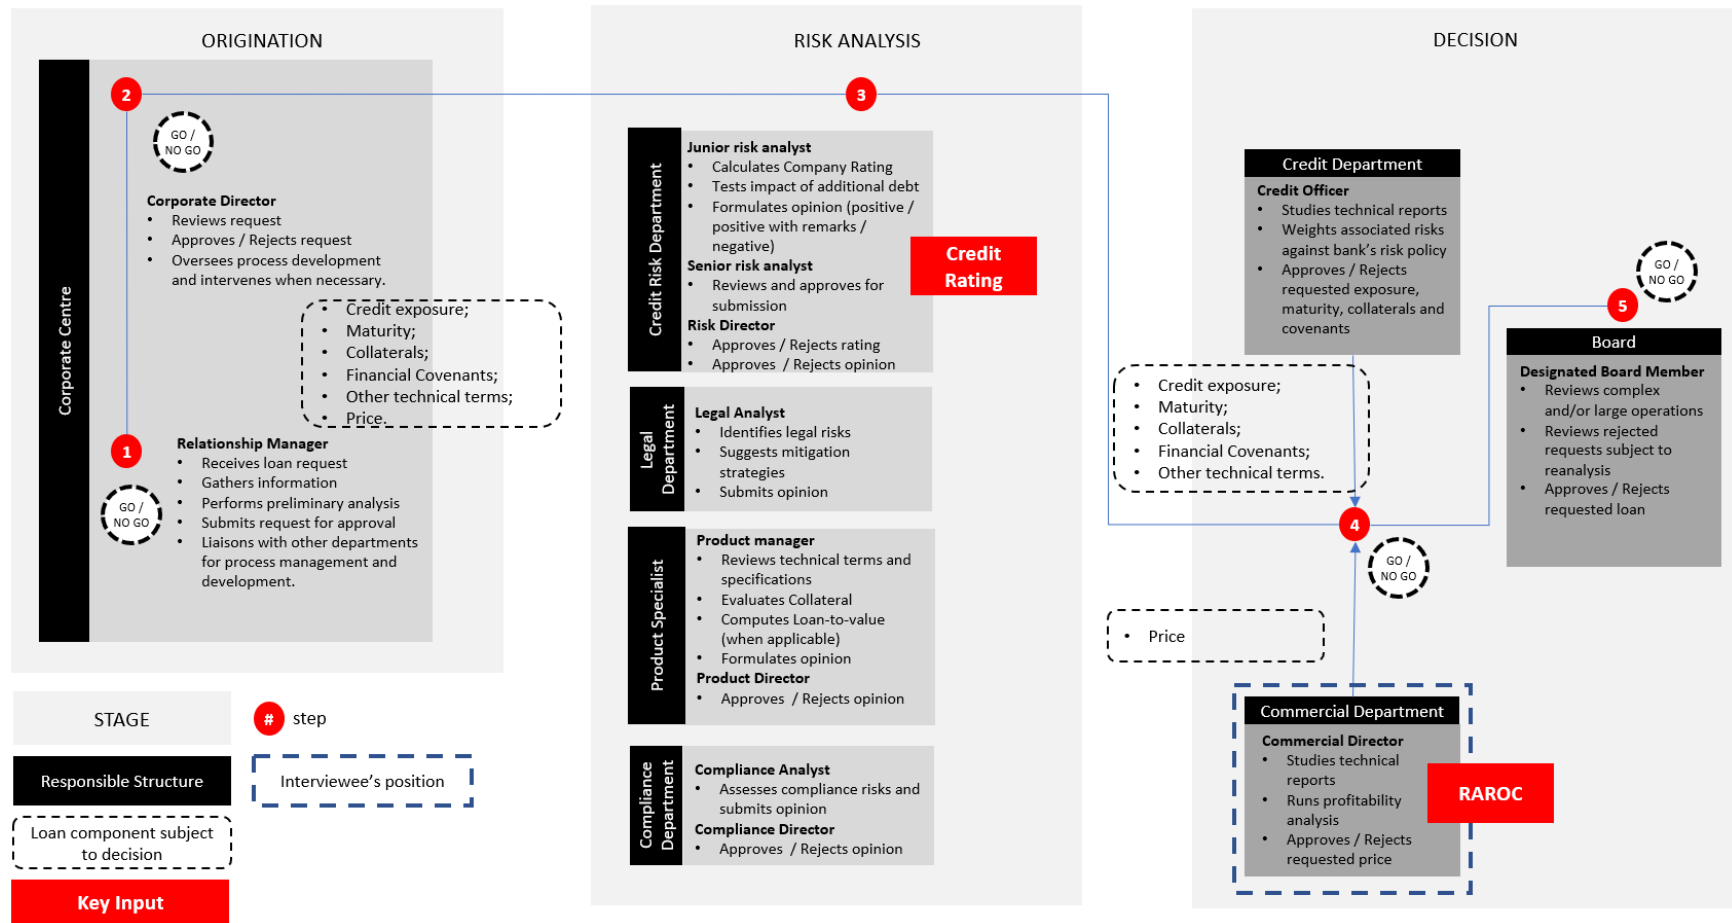 ORIGINATION
2
GO /
NO GO
Corporate Director
• Reviews request
• Approves / Rejects request
• Oversees process development
and intervenes when necessary.
Corporate Centre
• Credit exposure;
• Maturity;
• Collaterals;
• Financial Covenants;
• Other technical terms;
• Price.
1
GO /
NO GO
Relationship Manager
• Receives loan request
• Gathers information
• Performs preliminary analysis
• Submits request for approval
• Liaisons with other departments
for process management and
development.
STAGE
# step
Responsible Structure
Interviewee's position
Loan component subject
to decision
Key Input
RISK ANALYSIS
3
Credit Risk Department
Junior risk analyst
• Calculates Company Rating
• Tests impact of additional debt
• Formulates opinion (positive /
positive with remarks /
negative)
Senior risk analyst
• Reviews and approves for
submission
Risk Director
• Approves / Rejects rating
• Approves / Rejects opinion
Credit
Rating
Legal
Department
Legal Analyst
• Identifies legal risks
• Suggests mitigation
strategies
• Submits opinion
Product Specialist
Product manager
• Reviews technical terms and
specifications
• Evaluates Collateral
• Computes Loan-to-value
(when applicable)
• Formulates opinion
Product Director
• Approves / Rejects opinion
Compliance
Department
Compliance Analyst
• Assesses compliance risks and
submits opinion
Compliance Director
• Approves / Rejects opinion
DECISION
Credit Department
Credit Officer
• Studies technical reports
• Weights associated risks
against bank's risk policy
• Approves / Rejects
requested exposure,
maturity, collaterals and
covenants
• Credit exposure;
• Maturity;
• Collaterals;
• Financial Covenants;
• Other technical terms.
4
GO /
NO GO
• Price
Commercial Department
Commercial Director
• Studies technical
reports
• Runs profitability
analysis
• Approves / Rejects
requested price
RAROC
GO /
NO GO
5
Board
Designated Board Member
• Reviews complex
and/or large operations
• Reviews rejected
requests subject to
reanalysis
• Approves / Rejects
requested loan